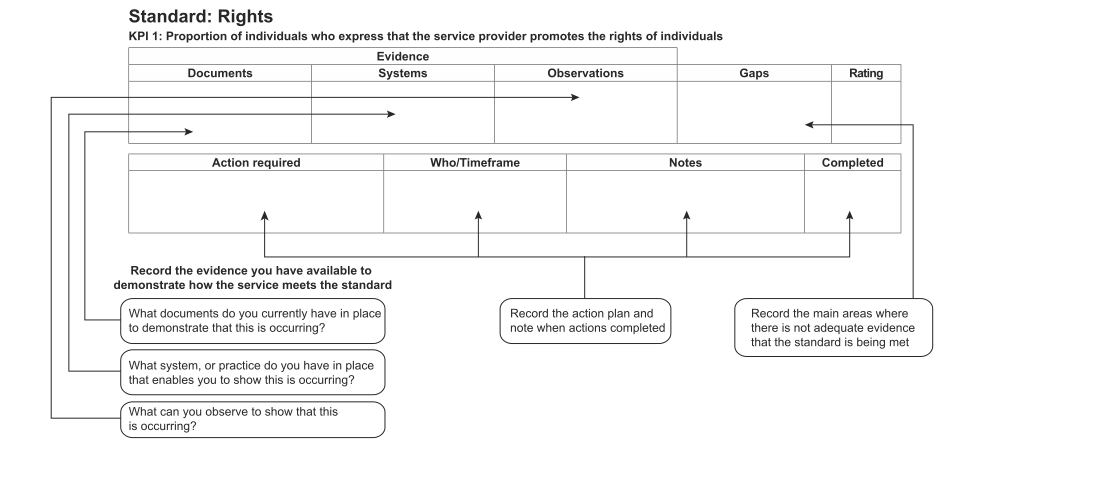 Standard: Rights
KPI 1: Proportion of individuals who express that the service provider promotes the rights of individuals
Evidence
Documents Systems Observations Gaps Rating
Action required Who/Timeframe Notes Completed
Record the evidence you have available to
demonstrate how the service meets the standard
What documents do you currently have in place
to demonstrate that this is occurring?
What system, or practice do you have in place
that enables you to show this is occurring?
What can you observe to show that this
is occurring?
Record the action plan and
note when actions completed
Record the main areas where
there is not adequate evidence
that the standard is being met